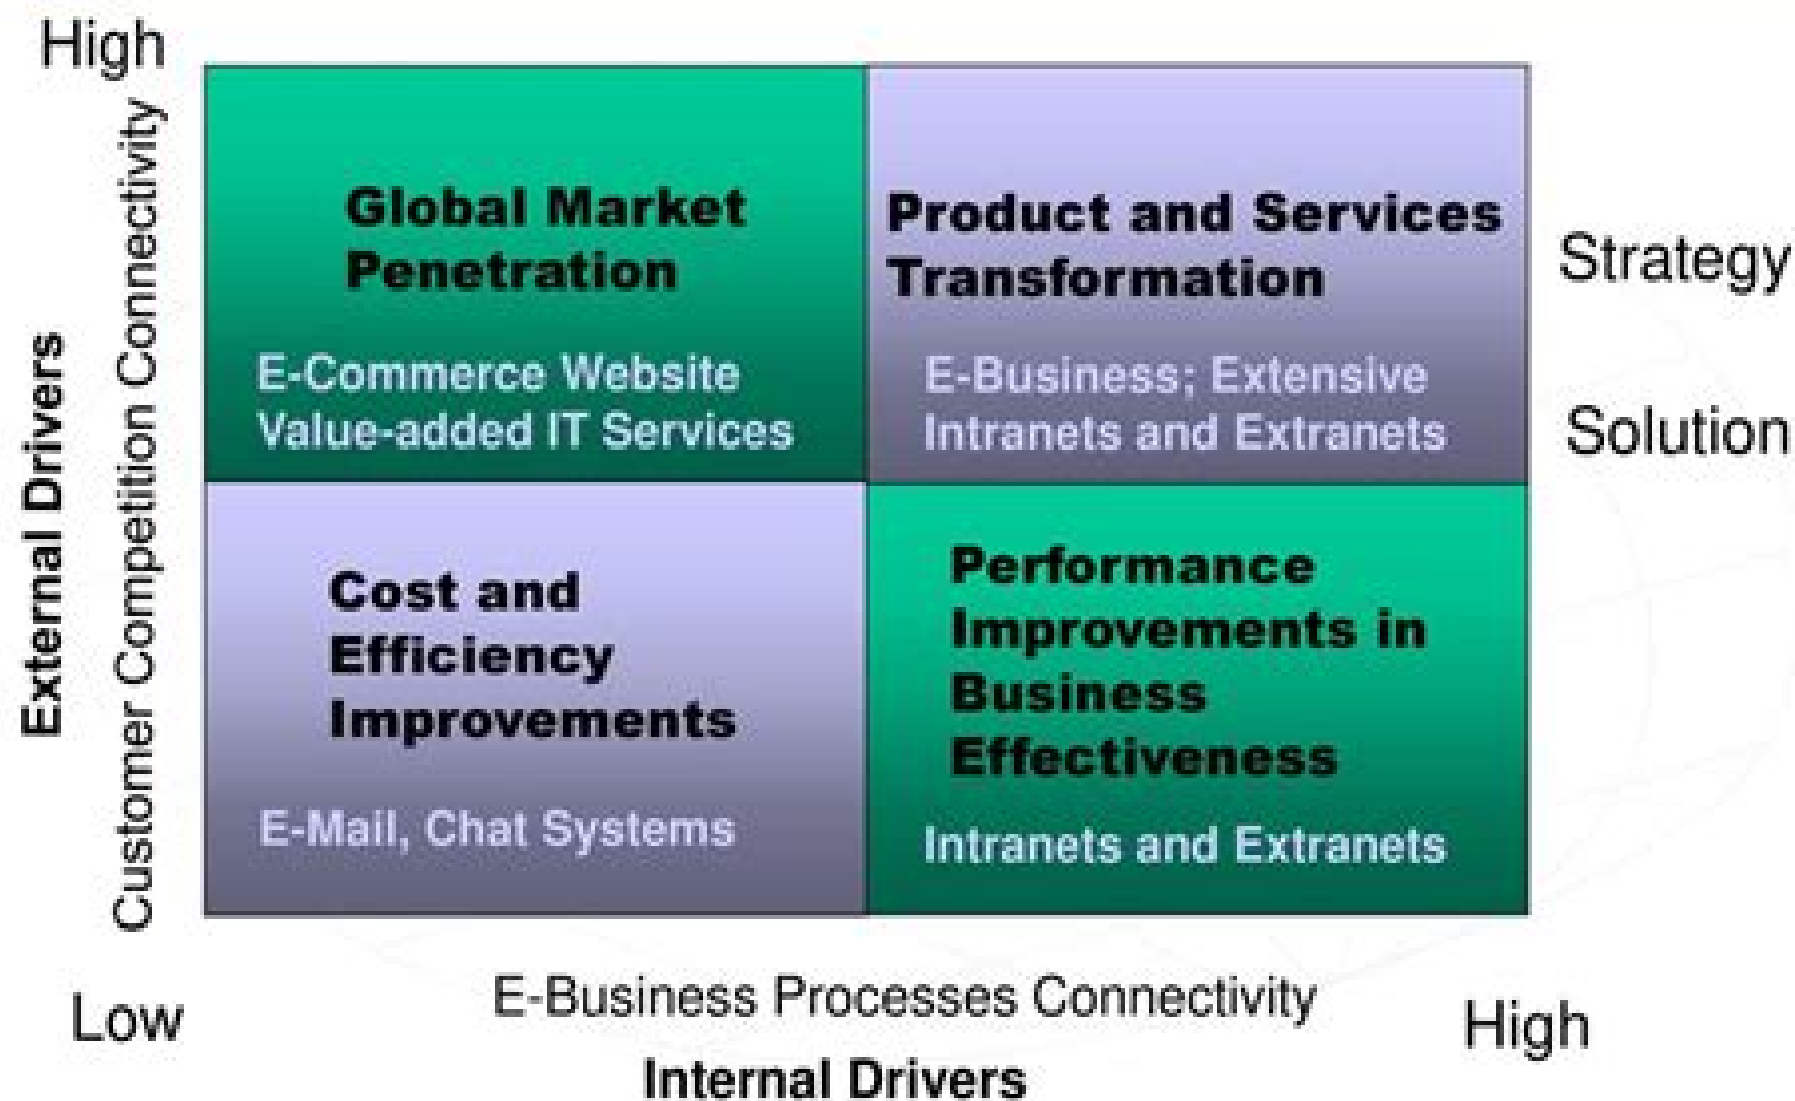 High
External Drivers
Customer Competition Connectivity
Global Market
Penetration
E-Commerce Website
Value-added IT Services
Product and Services
Transformation
E-Business; Extensive
Intranets and Extranets
Strategy
Solution
Cost and
Efficiency
Improvements
E-Mail, Chat Systems
Performance
Improvements in
Business
Effectiveness
Intranets and Extranets
Low
E-Business Processes Connectivity
High
Internal Drivers